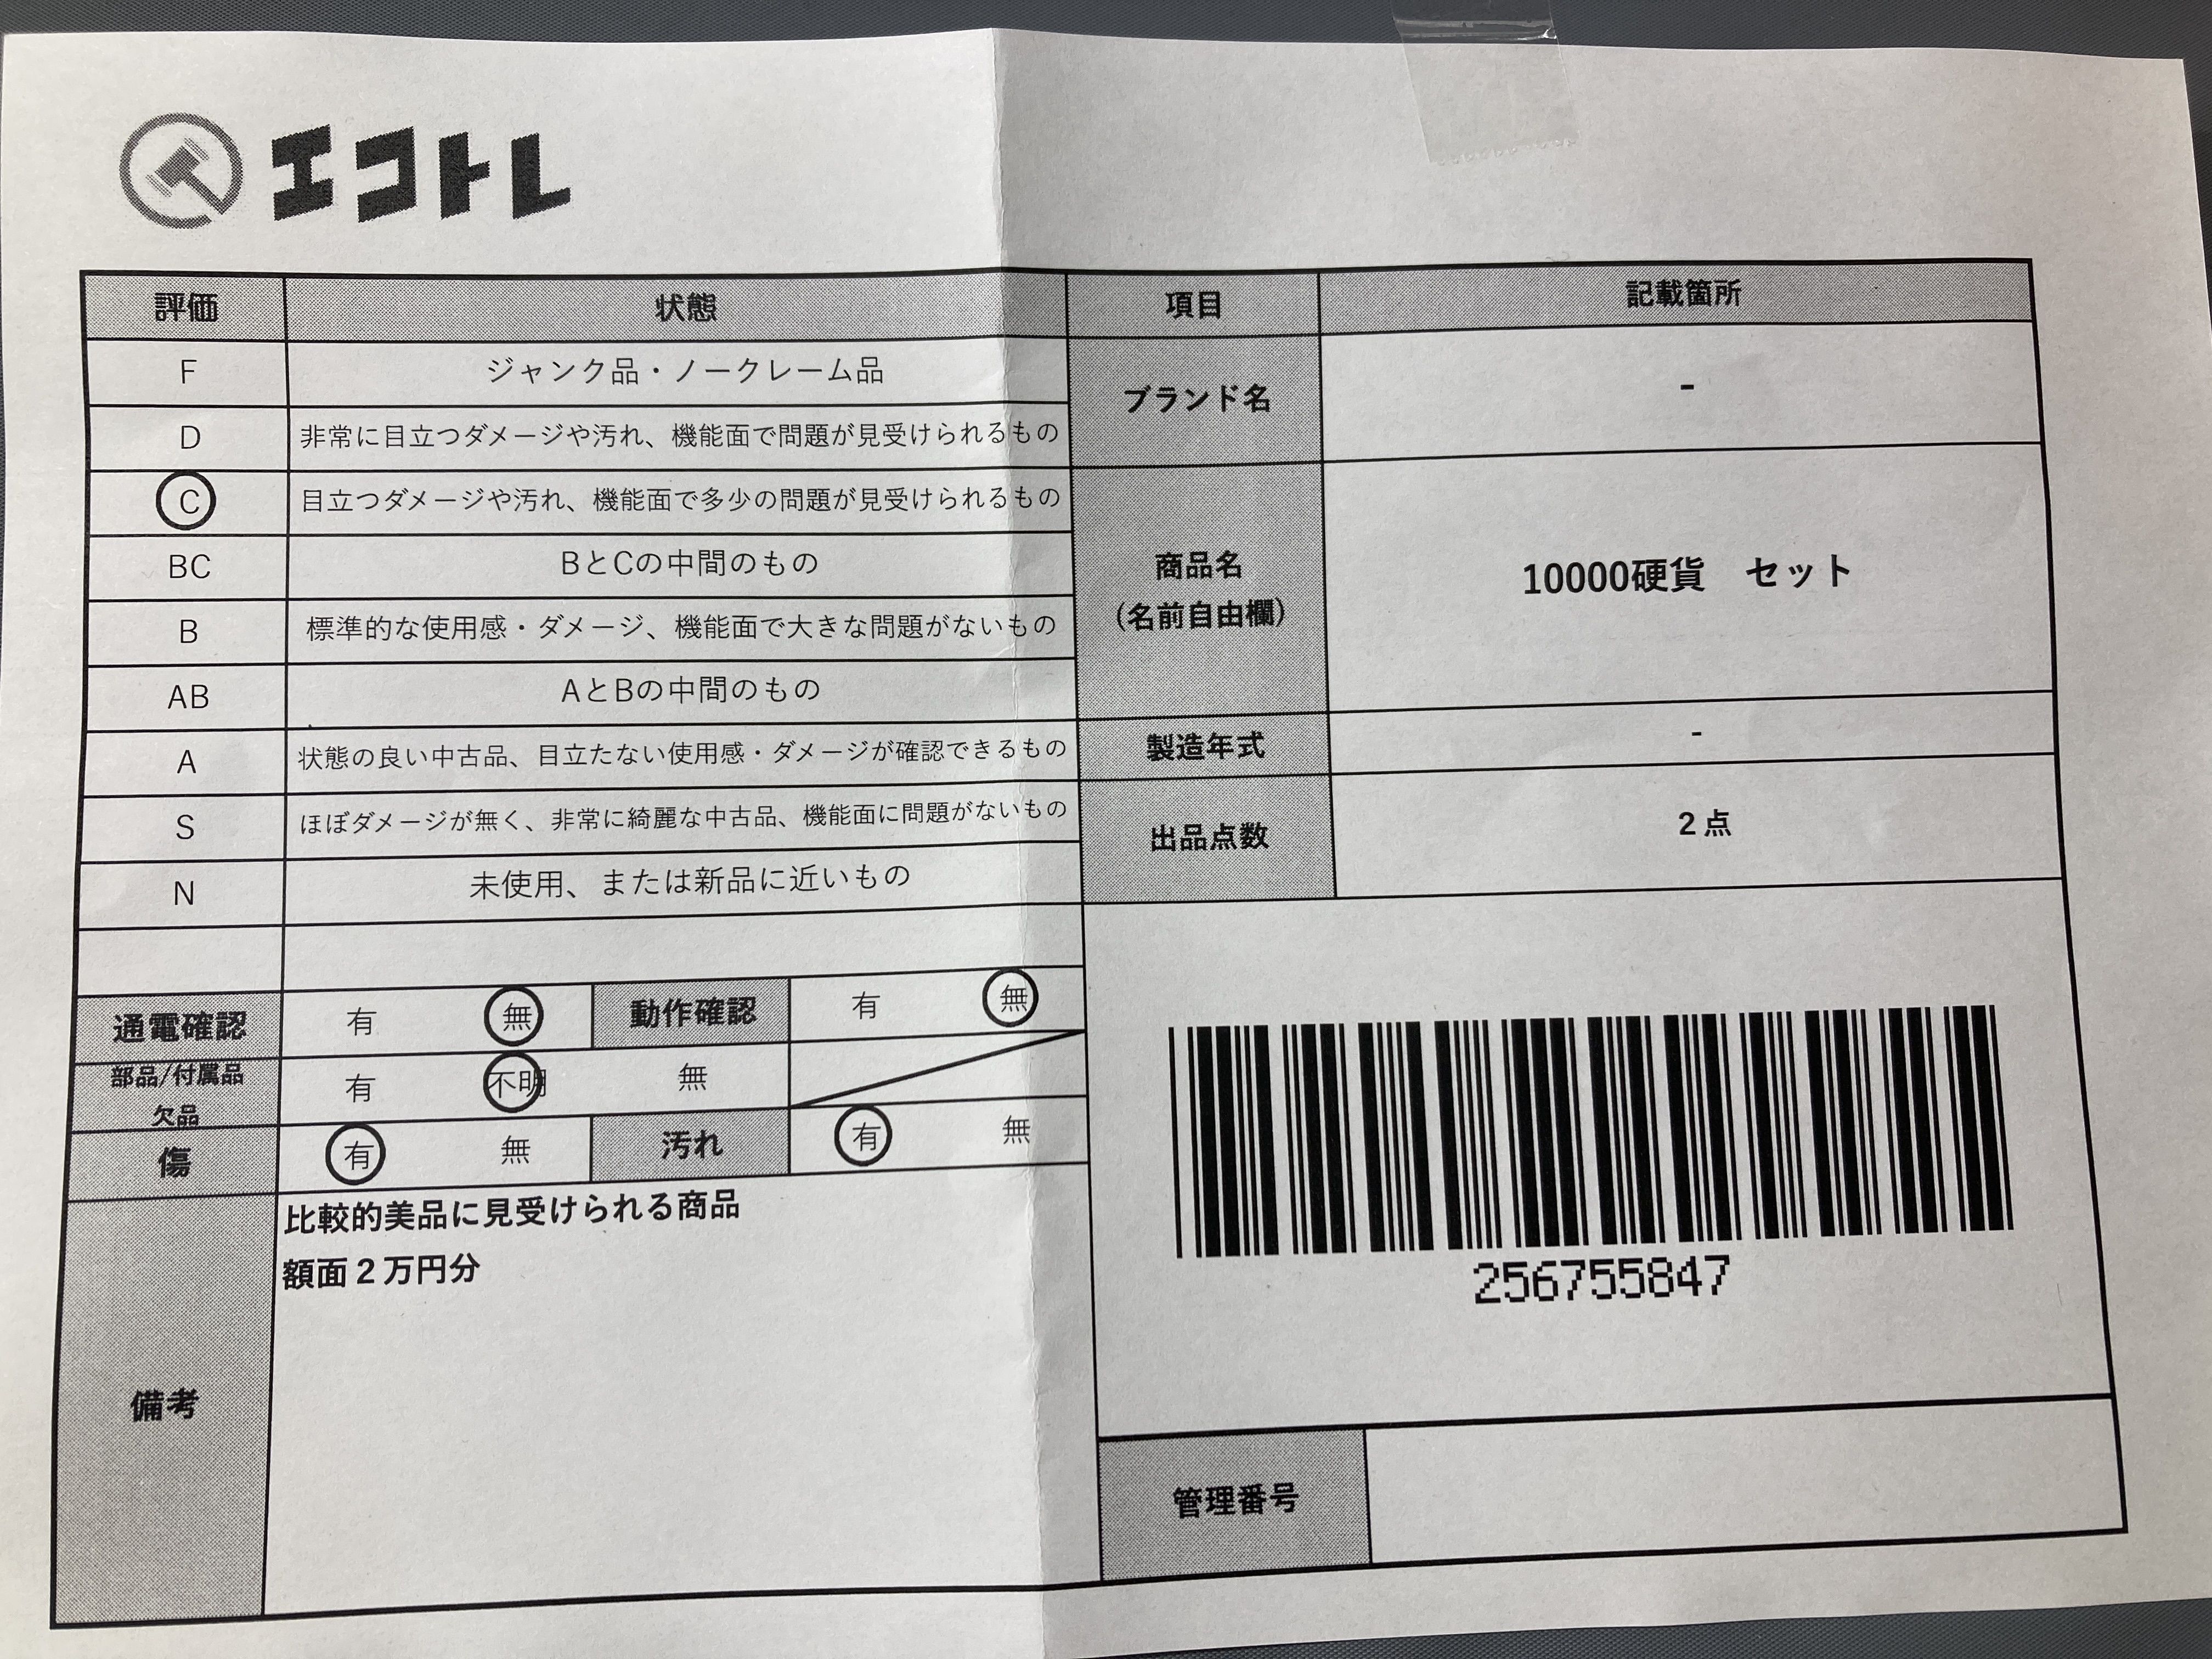 エコトレ
評価 状態 項目 記載箇所
F ジャンク品・ノークレーム品
D 非常に目立つダメージや汚れ、機能面で問題が見受けられるもの
C 目立つダメージや汚れ、機能面で多少の問題が見受けられるもの
BC BとCの中間のもの
B 標準的な使用感・ダメージ、機能面で大きな問題がないもの
AB AとBの中間のもの
A 状態の良い中古品、目立たない使用感・ダメージが確認できるもの
S ほぼダメージが無く、非常に綺麗な中古品、機能面に問題がないもの
N 未使用、または新品に近いもの
ブランド名 -
商品名
(名前自由欄)
10000硬貨　セット
製造年式 -
出品点数 2点
通電確認 有 無 動作確認 有 無
部品/付属品
欠品
有 不明 無
傷 有 無 汚れ 有 無
備考
比較的美品に見受けられる商品
額面2万円分
256755847
管理番号